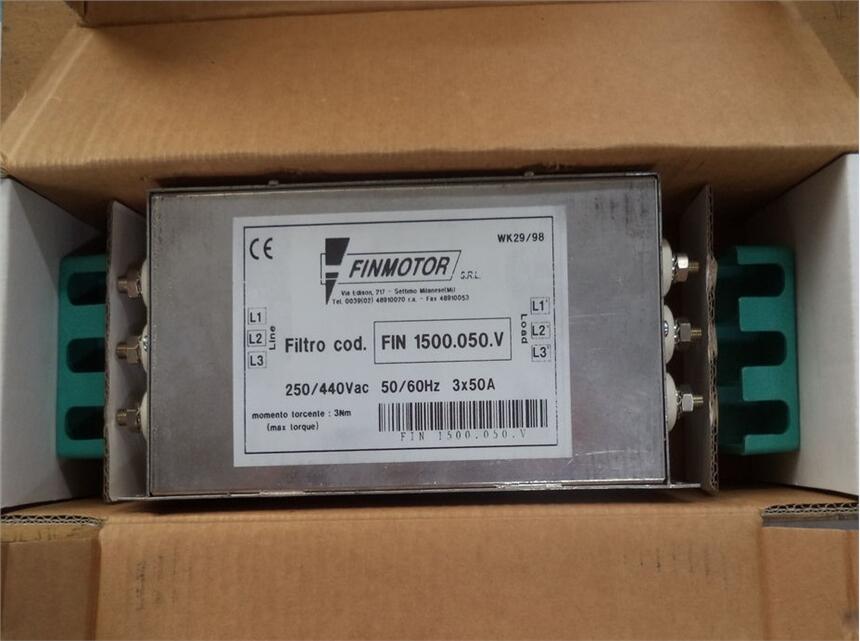 CE
WK29/98
FINMOTOR S.R.L.
Via Edison, 717 - Settimo Milanese(Mi)
Tel. 0039(02) 48910070 r.a. - Fax 48910053
L1
L2
L3
Line
Filtro cod.
FIN 1500.050.V
Load
L1'
L2'
L3'
250/440Vac 50/60Hz 3x50A
momento torcente : 3Nm
(max torque)
FIN 1500.050.V